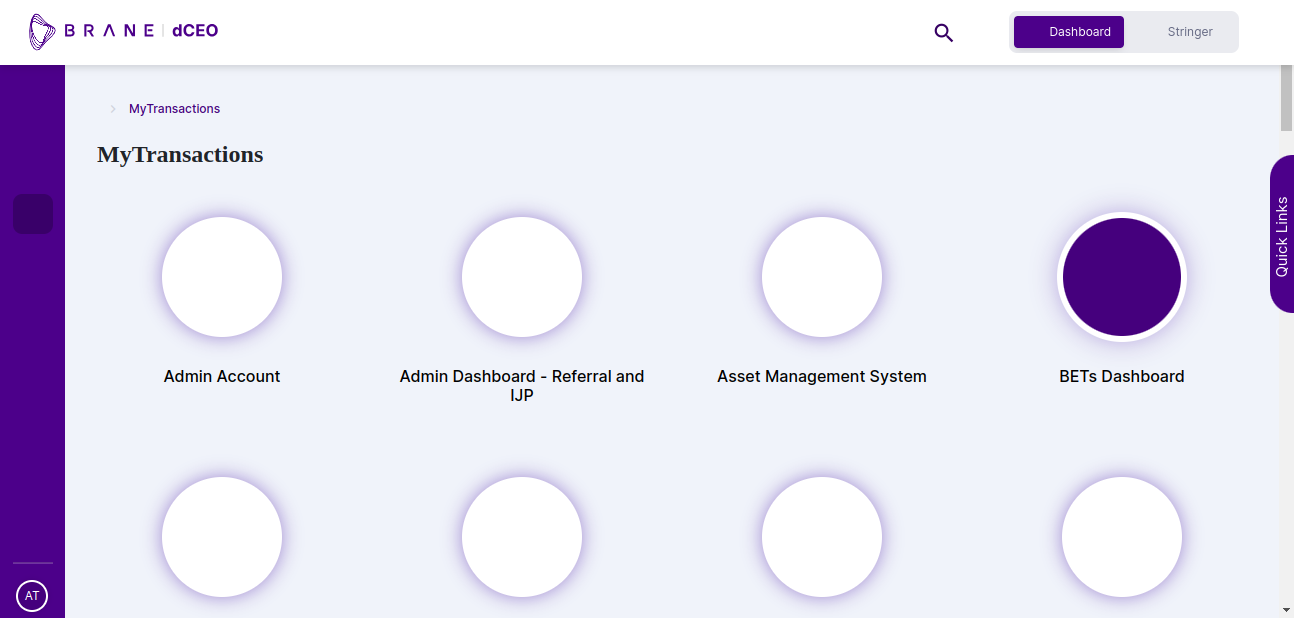 BRANE | dCEO
Dashboard
Stringer
MyTransactions
MyTransactions
Quick Links
Admin Account
Admin Dashboard - Referral and
IJP
Asset Management System
BETs Dashboard
AT